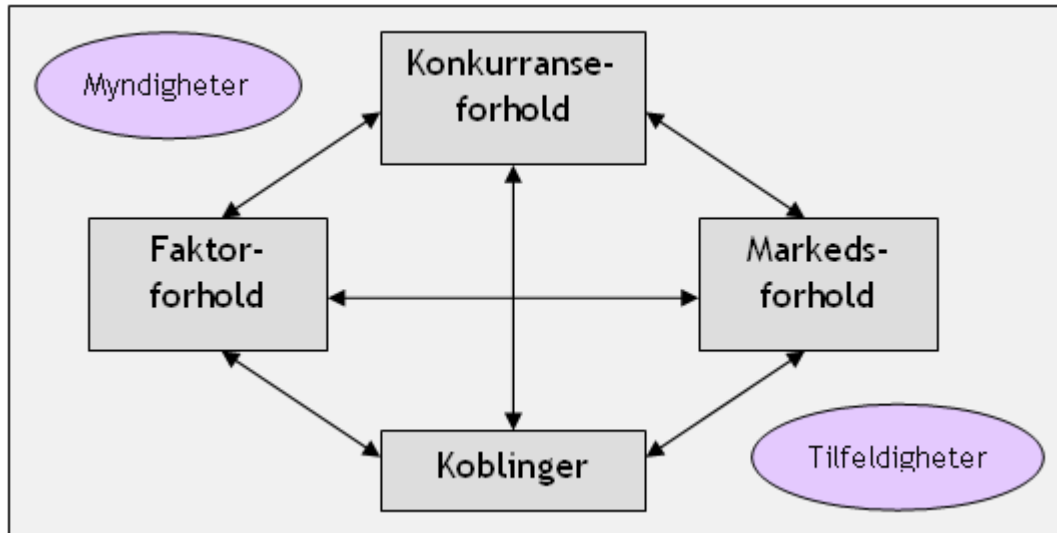 Myndigheter
Konkurranse-
forhold
Faktor-
forhold
Markeds-
forhold
Koblinger
Tilfeldigheter